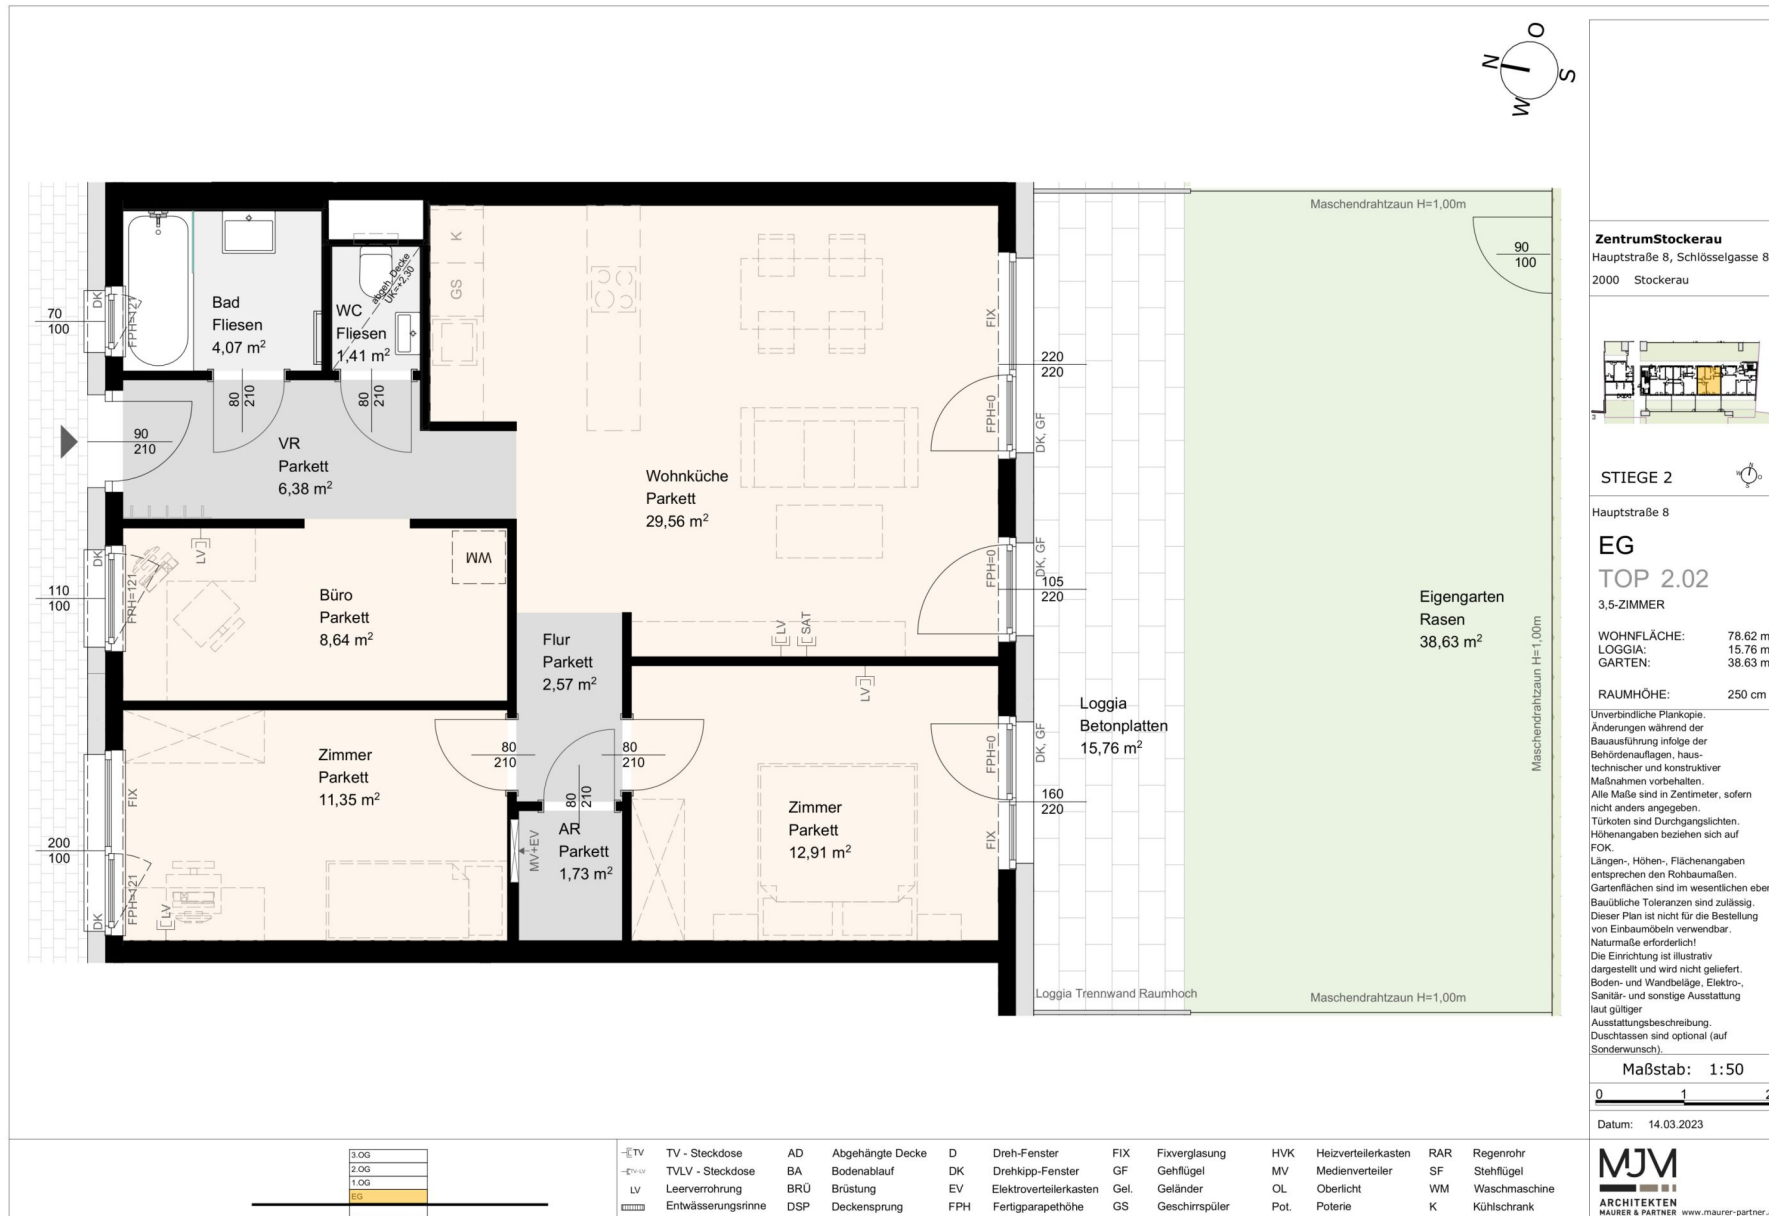 O
N
S
W
Maschendrahtzaun H=1,00m
90
100
K
GS
abgeh. Decke
UK=+2,30
DK
FPH=121
70
100
Bad
Fliesen
4,07 m²
WC
Fliesen
1,41 m²
80
210
80
210
90
210
VR
Parkett
6,38 m²
FIX
220
220
FPH=0
DK, GF
Wohnküche
Parkett
29,56 m²
LV
WM
DK
FPH=121
110
100
Büro
Parkett
8,64 m²
Flur
Parkett
2,57 m²
FPH=0
DK, GF
105
220
LV
SAT
Eigengarten
Rasen
38,63 m²
Maschendrahtzaun H=1,00m
LV
Loggia
Betonplatten
15,76 m²
Zimmer
Parkett
11,35 m²
80
210
80
210
80
210
FPH=0
DK, GF
160
220
FIX
Zimmer
Parkett
12,91 m²
AR
Parkett
1,73 m²
MV+EV
FIX
200
100
FPH=121
DK
LV
Loggia Trennwand Raumhoch
Maschendrahtzaun H=1,00m
ZentrumStockerau
Hauptstraße 8, Schlösselgasse 8
2000 Stockerau
STIEGE 2
N
W
O
S
Hauptstraße 8
EG
TOP 2.02
3,5-ZIMMER
WOHNFLÄCHE: 78.62 m
LOGGIA: 15.76 m
GARTEN: 38.63 m
RAUMHÖHE: 250 cm
Unverbindliche Plankopie.
Änderungen während der
Bauausführung infolge der
Behördenauflagen, haus-
technischer und konstruktiver
Maßnahmen vorbehalten.
Alle Maße sind in Zentimeter, sofern
nicht anders angegeben.
Türkoten sind Durchgangslichten.
Höhenangaben beziehen sich auf
FOK.
Längen-, Höhen-, Flächenangaben
entsprechen den Rohbaumaßen.
Gartenflächen sind im wesentlichen eben
Bauübliche Toleranzen sind zulässig.
Dieser Plan ist nicht für die Bestellung
von Einbaumöbeln verwendbar.
Naturmaße erforderlich!
Die Einrichtung ist illustrativ
dargestellt und wird nicht geliefert.
Boden- und Wandbeläge, Elektro-,
Sanitär- und sonstige Ausstattung
laut gültiger
Ausstattungsbeschreibung.
Duschtassen sind optional (auf
Sonderwunsch).
Maßstab: 1:50
0 1 2
Datum: 14.03.2023
MJM
ARCHITEKTEN
MAURER & PARTNER www.maurer-partner.a
3.OG
2.OG
1.OG
EG
TV TV - Steckdose AD Abgehängte Decke D Dreh-Fenster FIX Fixverglasung HVK Heizverteilerkasten RAR Regenrohr
TV-LV TVLV - Steckdose BA Bodenablauf DK Drehkipp-Fenster GF Gehflügel MV Medienverteiler SF Stehflügel
LV Leerverrohrung BRÜ Brüstung EV Elektroverteilerkasten Gel. Geländer OL Oberlicht WM Waschmaschine
Entwässerungsrinne DSP Deckensprung FPH Fertigparapethöhe GS Geschirrspüler Pot. Poterie K Kühlschrank